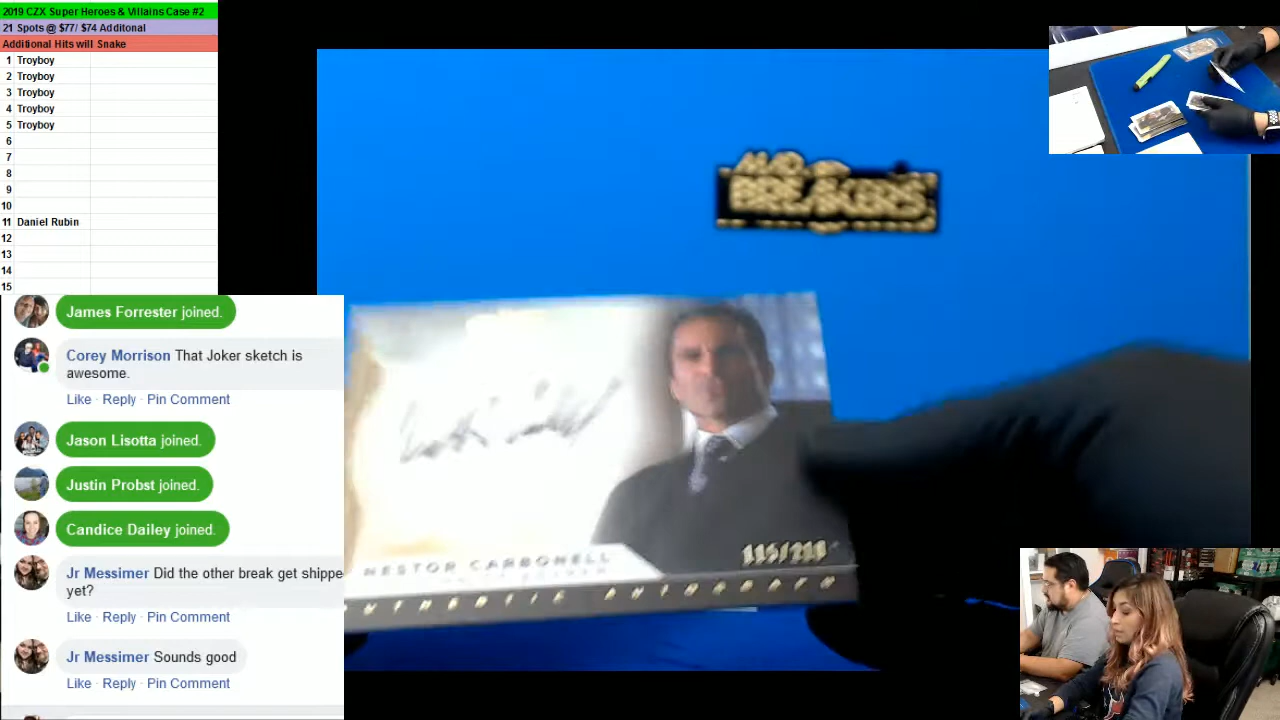 2019 CZX Super Heroes & Villains Case #2
21 Spots @ $77/ $74 Additonal
Additional Hits will Snake
1 Troyboy
2 Troyboy
3 Troyboy
4 Troyboy
5 Troyboy
6
7
8
9
10
11 Daniel Rubin
12
13
14
15
James Forrester joined.
Corey Morrison That Joker sketch is
awesome.
Like · Reply · Pin Comment
Jason Lisotta joined.
Justin Probst joined.
Candice Dailey joined.
Jr Messimer Did the other break get shippe
yet?
Like · Reply · Pin Comment
Jr Messimer Sounds good
Like · Reply · Pin Comment
BREAKERS
NESTOR CARBONELL
AUTHENTIC AUTOGRAPH